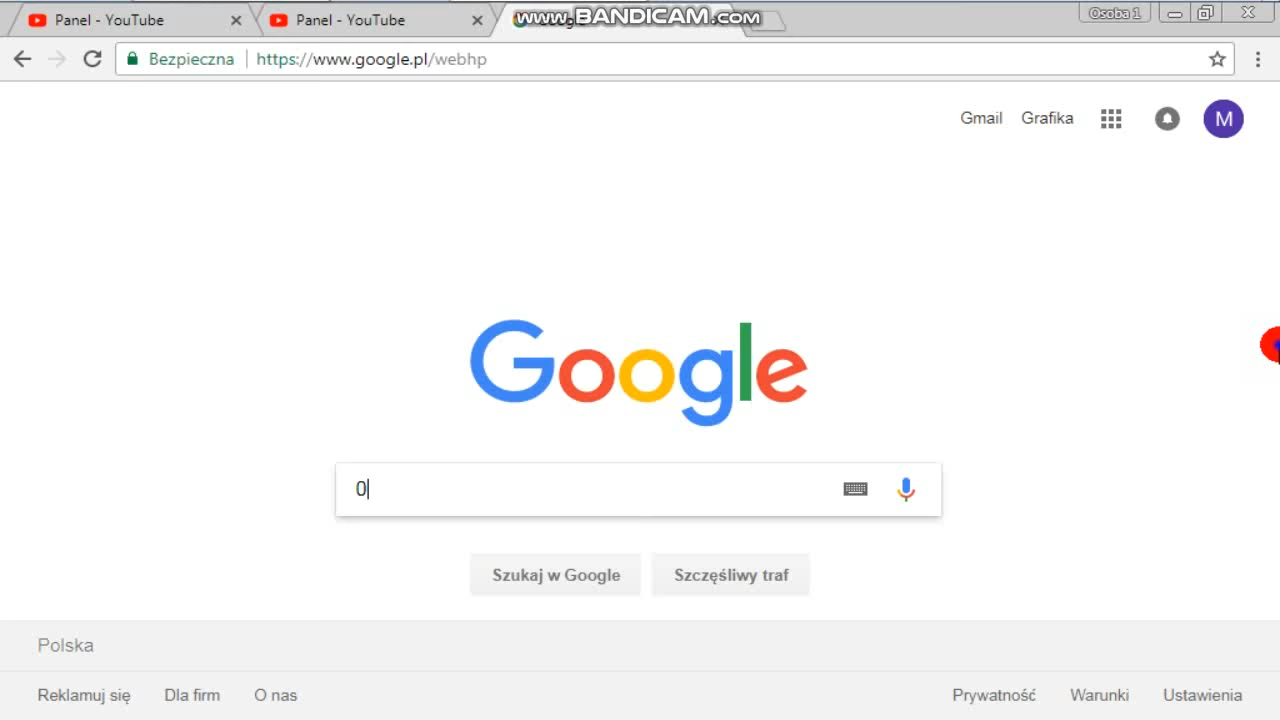 Panel - YouTube
Panel - YouTube
www.BANDICAM.com
Osoba 1
Bezpieczna
https://www.google.pl/webhp
Gmail
Grafika
M
Google
0
Szukaj w Google
Szczęśliwy traf
Polska
Reklamuj się
Dla firm
O nas
Prywatność
Warunki
Ustawienia